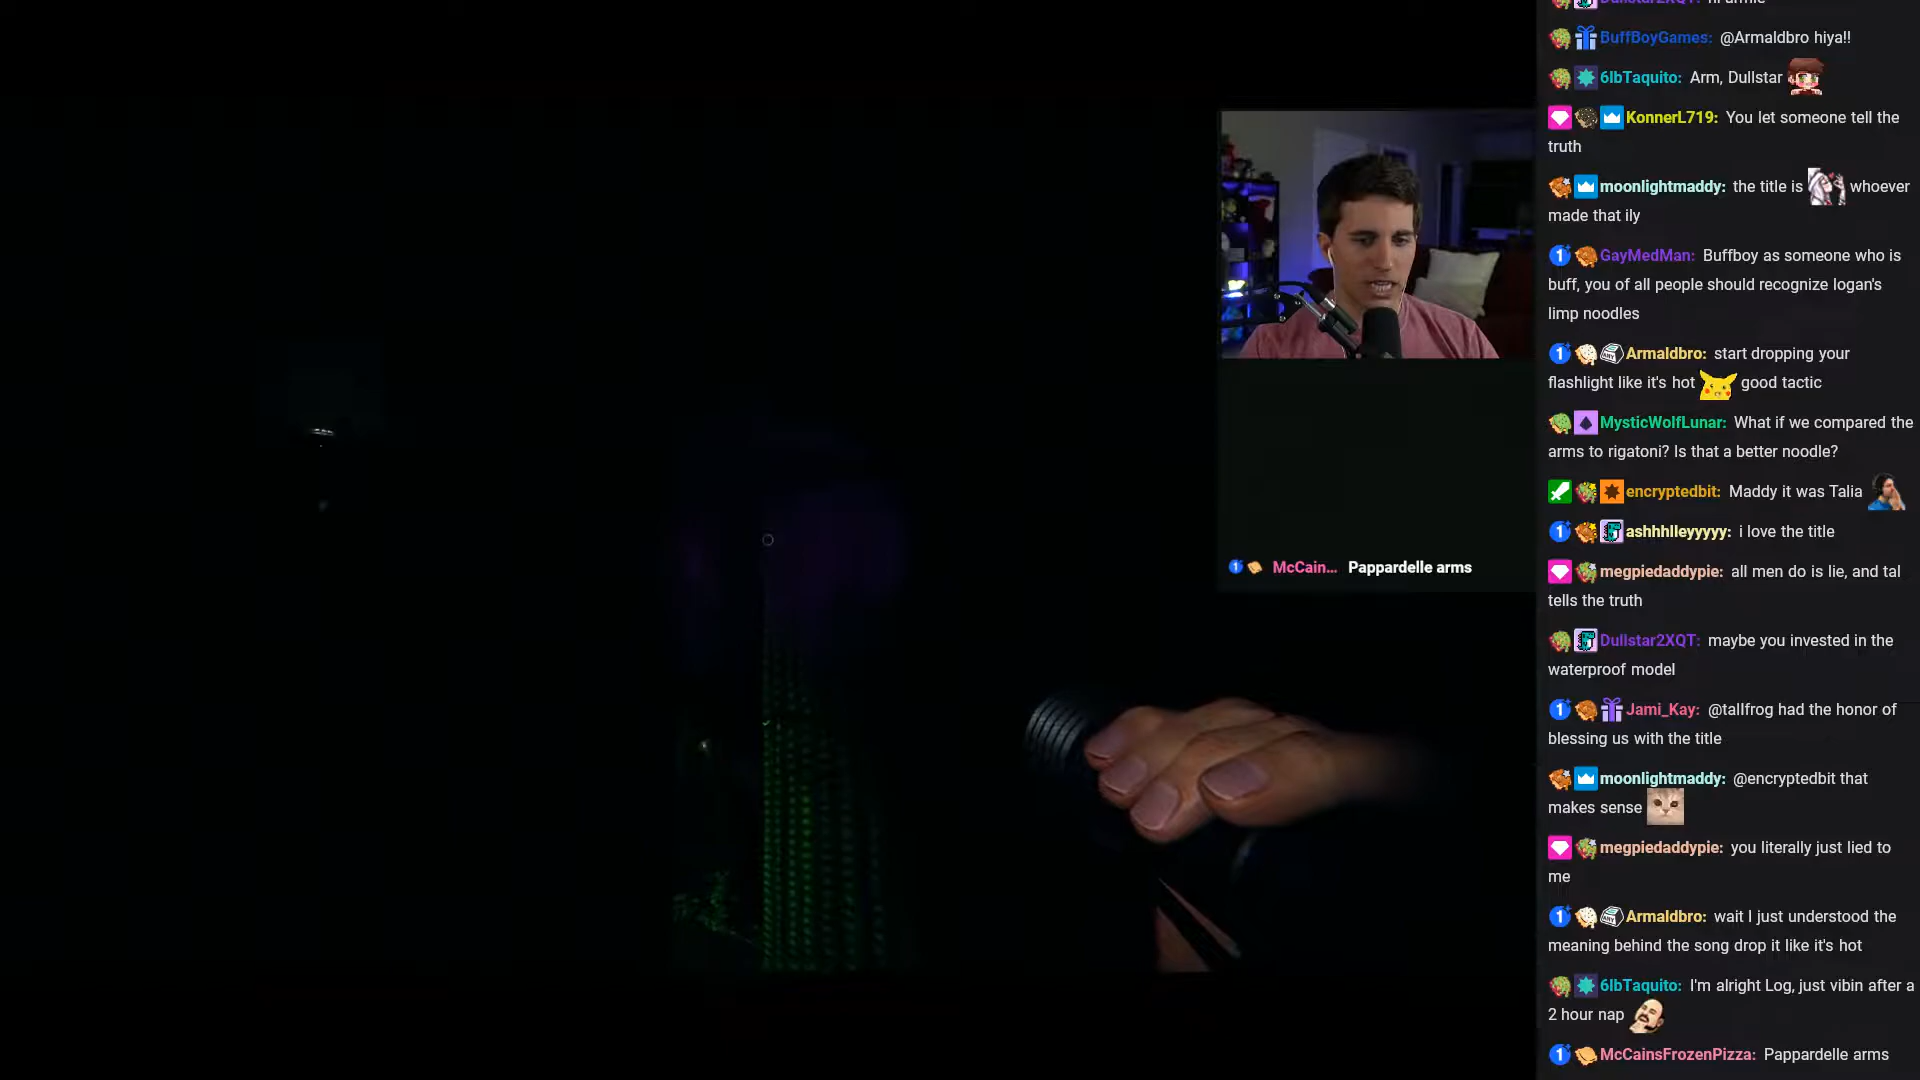 Dullstar2XQT: hi armie
BuffBoyGames: @Armaldbro hiya!!
6lbTaquito: Arm, Dullstar
KonnerL719: You let someone tell the
truth
moonlightmaddy: the title is whoever
made that ily
GayMedMan: Buffboy as someone who is
buff, you of all people should recognize logan's
limp noodles
Armaldbro: start dropping your
flashlight like it's hot good tactic
MysticWolfLunar: What if we compared the
arms to rigatoni? Is that a better noodle?
encryptedbit: Maddy it was Talia
ashhhlleyyyyy: i love the title
McCain... Pappardelle arms
megpiedaddypie: all men do is lie, and tal
tells the truth
Dullstar2XQT: maybe you invested in the
waterproof model
Jami_Kay: @tallfrog had the honor of
blessing us with the title
moonlightmaddy: @encryptedbit that
makes sense
megpiedaddypie: you literally just lied to
me
Armaldbro: wait I just understood the
meaning behind the song drop it like it's hot
6lbTaquito: I'm alright Log, just vibin after a
2 hour nap
McCainsFrozenPizza: Pappardelle arms